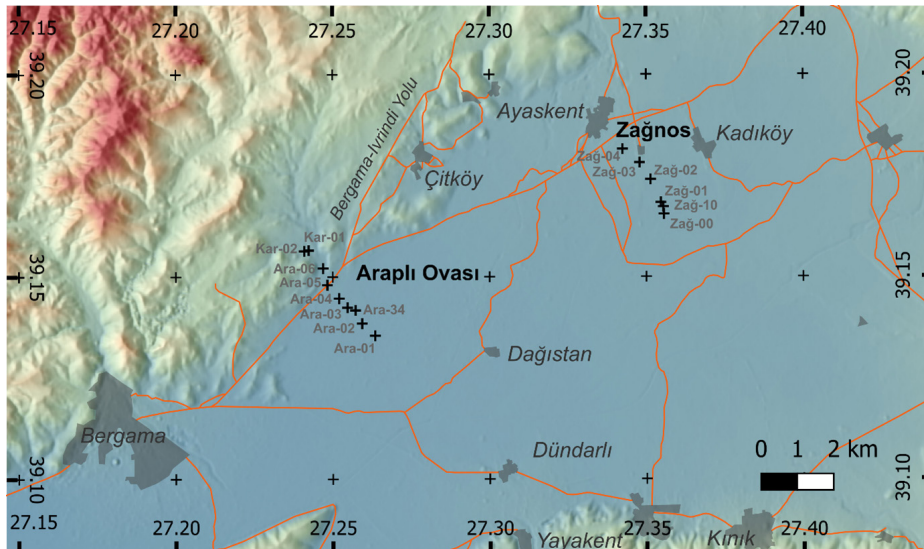 27.15
27.20
27.25
27.30
27.35
27.40
39.20
39.20
Bergama-Ivrindi Yolu
Ayaskent
Zağnos
Kadıköy
Zağ-04
Zağ-03
Zağ-02
Çitköy
Zağ-01
Zağ-10
Zağ-00
Kar-01
Kar-02
39.15
Ara-06
Araplı Ovası
39.15
Ara-05
Ara-04
Ara-03
Ara-34
Ara-02
Ara-01
Dağıstan
Bergama
Dündarlı
0 1 2 km
39.10
39.10
27.15
27.20
27.25
27.30
27.35
27.40
Yayakent
Kınık